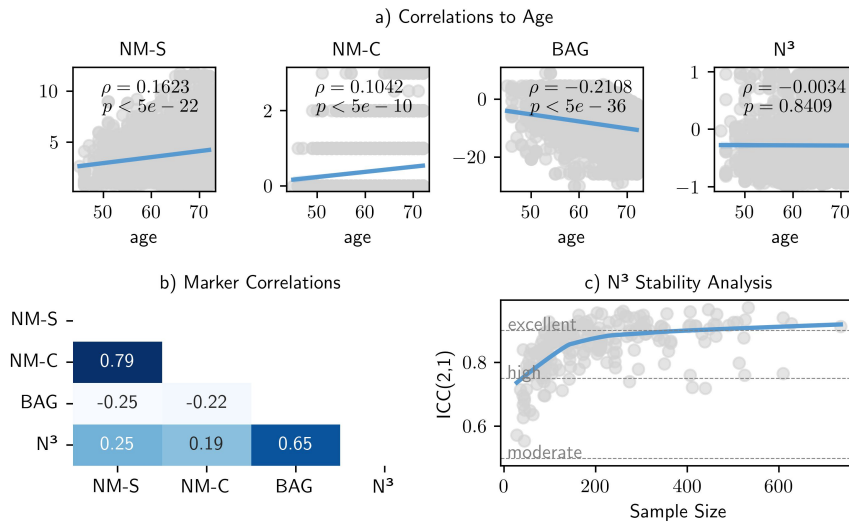 a) Correlations to Age
NM-S
NM-C
BAG
N³
ρ = 0.1623
p < 5e − 22
ρ = 0.1042
p < 5e − 10
ρ = −0.2108
p < 5e − 36
ρ = −0.0034
p = 0.8409
10
5
2
0
0
−20
1
0
−1
50 60 70
50 60 70
50 60 70
50 60 70
age
age
age
age
b) Marker Correlations
NM-S
NM-C
0.79
BAG
-0.25 -0.22
N³
0.25 0.19 0.65
NM-S NM-C BAG N³
c) N³ Stability Analysis
ICC(2,1)
0.8
0.6
excellent
high
moderate
0 200 400 600
Sample Size